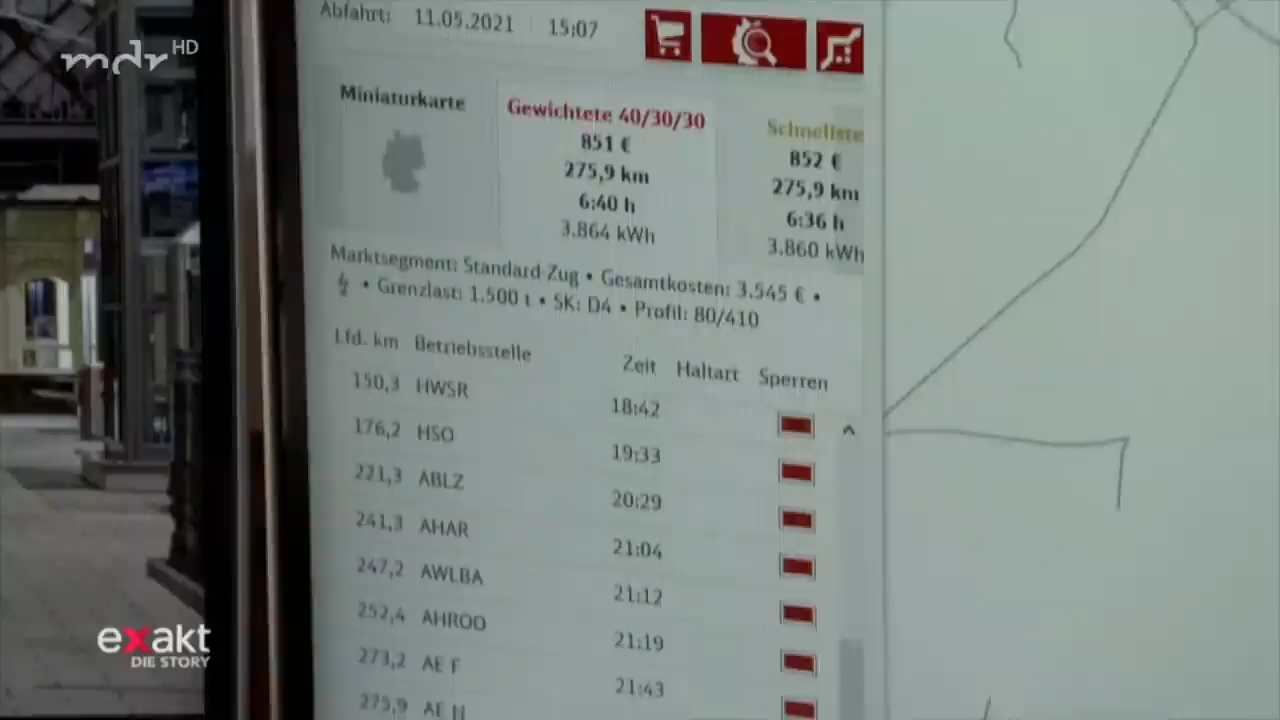 mdr HD
Abfahrt: 11.05.2021 15:07
Miniaturkarte
Gewichtete 40/30/30
851 €
275,9 km
6:40 h
3.864 kWh
Schnellste
852 €
275,9 km
6:36 h
3.860 kWh
Marktsegment: Standard-Zug • Gesamtkosten: 3.545 € •
• Grenzlast: 1.500 t • SK: D4 • Profil: 80/410
Lfd. km Betriebsstelle Zeit Haltart Sperren
150,3 HWSR 18:42
176,2 HSO 19:33
221,3 ABLZ 20:29
241,3 AHAR 21:04
247,2 AWLBA 21:12
252,4 AHROO 21:19
273,2 AE F 21:43
275,9 AE
exakt
DIE STORY